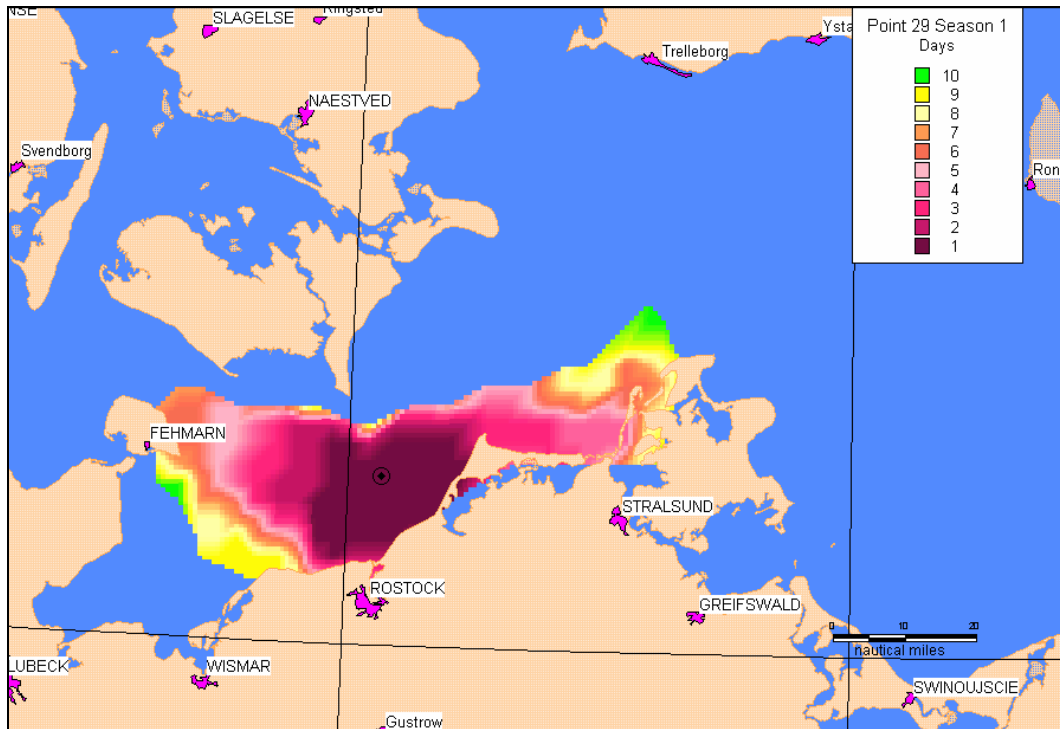 NSE
SLAGELSE
Ringsted
Ysta
Trelleborg
Point 29 Season 1
Days
10
9
8
7
6
5
4
3
2
1
NAESTVED
Svendborg
Ron
FEHMARN
STRALSUND
ROSTOCK
GREIFSWALD
0 10 20
nautical miles
LUBECK
WISMAR
SWINOUJSCIE
Gustrow